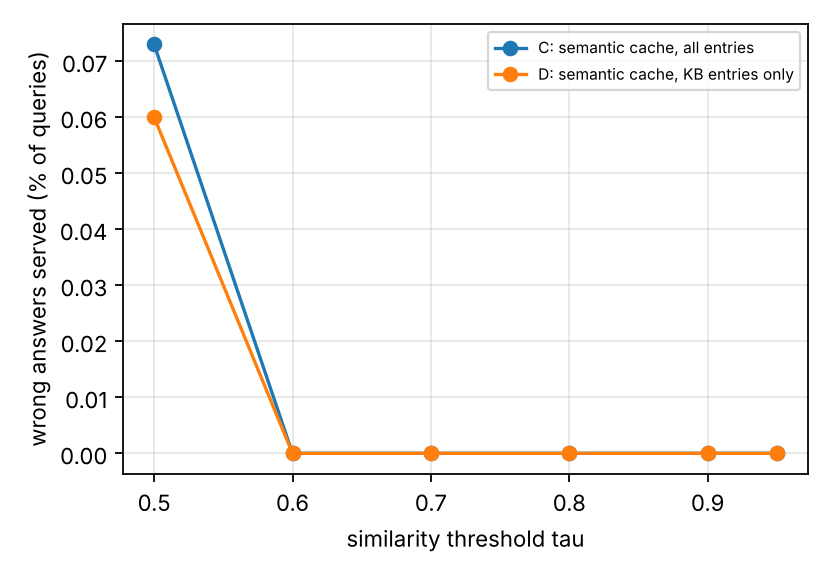 C: semantic cache, all entries
D: semantic cache, KB entries only
wrong answers served (% of queries)
0.07
0.06
0.05
0.04
0.03
0.02
0.01
0.00
0.5 0.6 0.7 0.8 0.9
similarity threshold tau